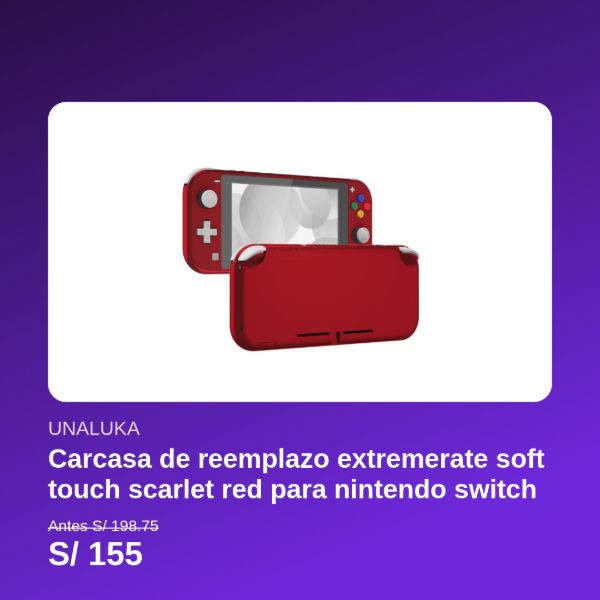 UNALUKA
Carcasa de reemplazo extremerate soft
touch scarlet red para nintendo switch
Antes S/ 198.75
S/ 155